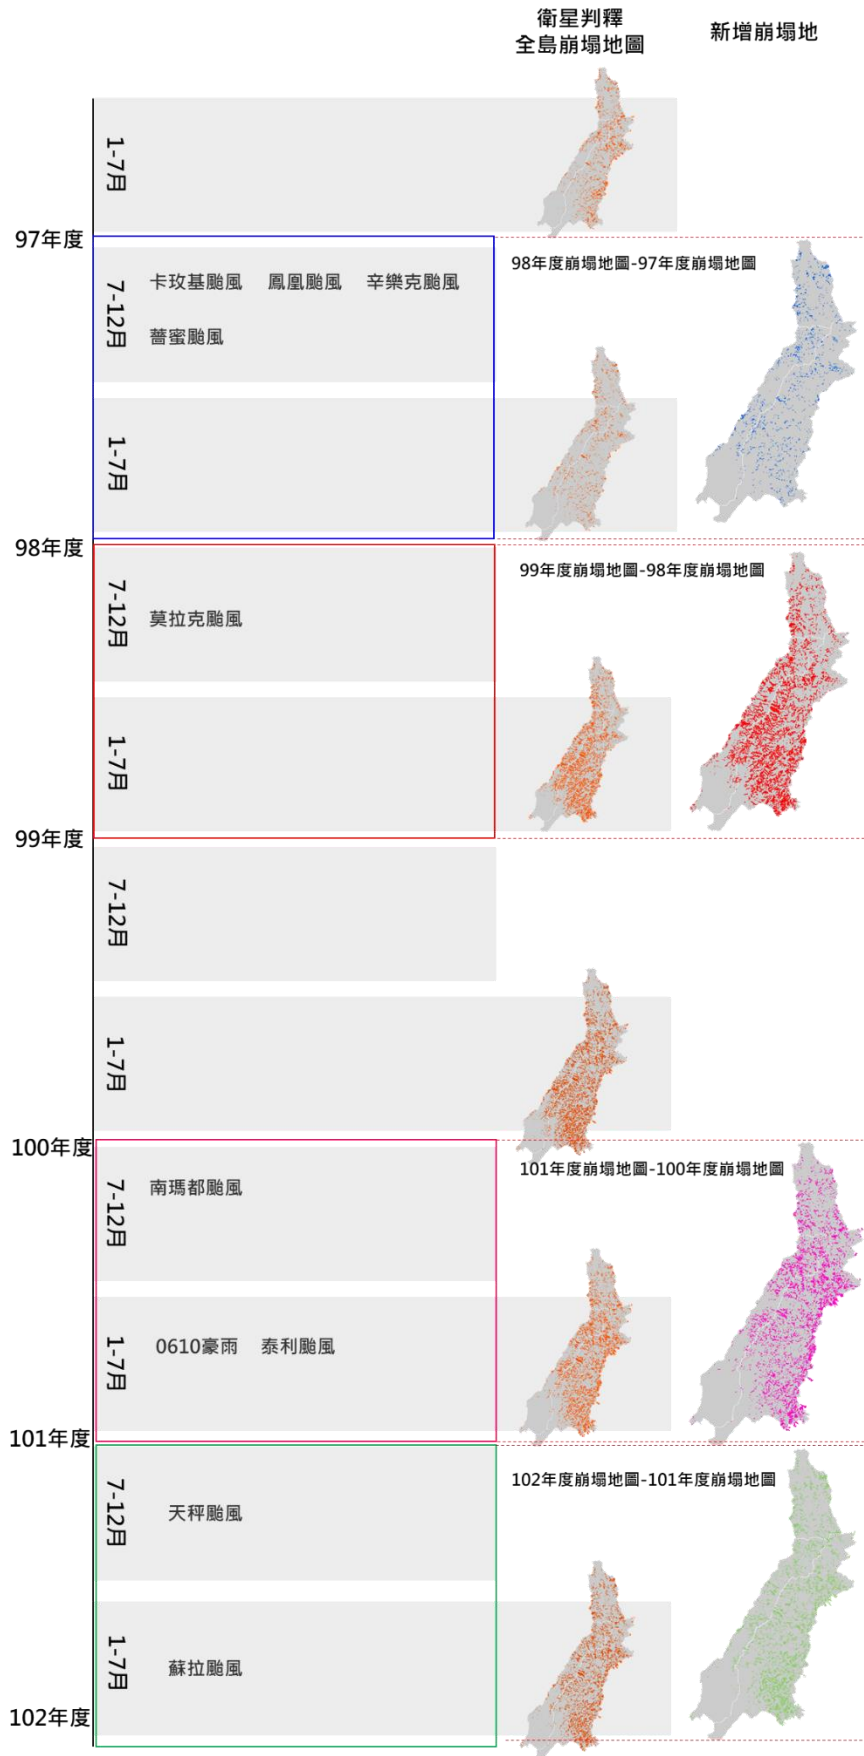 衛星判釋
全島崩塌地圖
新增崩塌地
1-7月
97年度
7-12月
卡玫基颱風 鳳凰颱風 辛樂克颱風
薔蜜颱風
98年度崩塌地圖-97年度崩塌地圖
1-7月
98年度
7-12月
莫拉克颱風
99年度崩塌地圖-98年度崩塌地圖
1-7月
99年度
7-12月
1-7月
100年度
7-12月
南瑪都颱風
101年度崩塌地圖-100年度崩塌地圖
1-7月
0610豪雨 泰利颱風
101年度
7-12月
天秤颱風
102年度崩塌地圖-101年度崩塌地圖
1-7月
蘇拉颱風
102年度